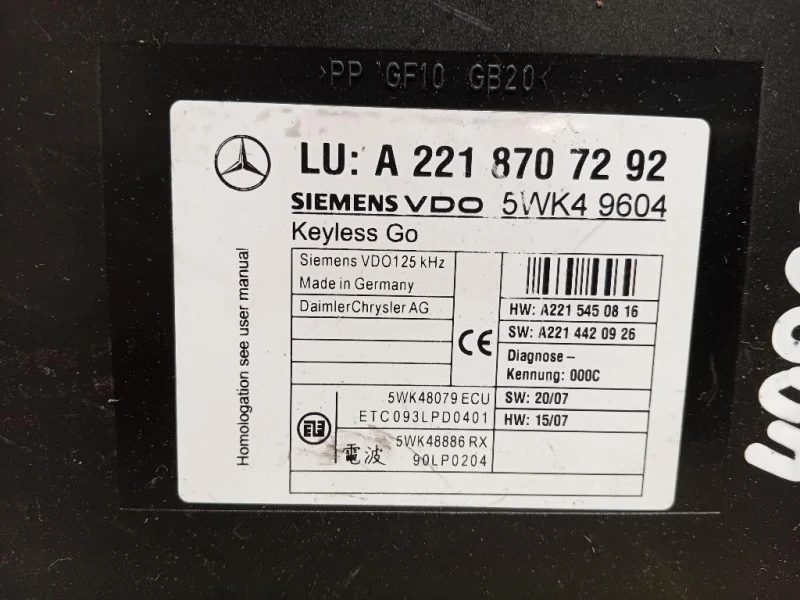 >PP GF10 GB20<
LU: A 221 870 72 92
SIEMENS VDO 5WK4 9604
Keyless Go
Siemens VDO125 kHz
Made in Germany
DaimlerChrysler AG
HW: A221 545 08 16
SW: A221 442 09 26
Diagnose-
Kennung: 000C
SW: 20/07
HW: 15/07
5WK48079 ECU
ETC093LPD0401
5WK48886 RX
電波 90LP0204
Homologation see user manual!